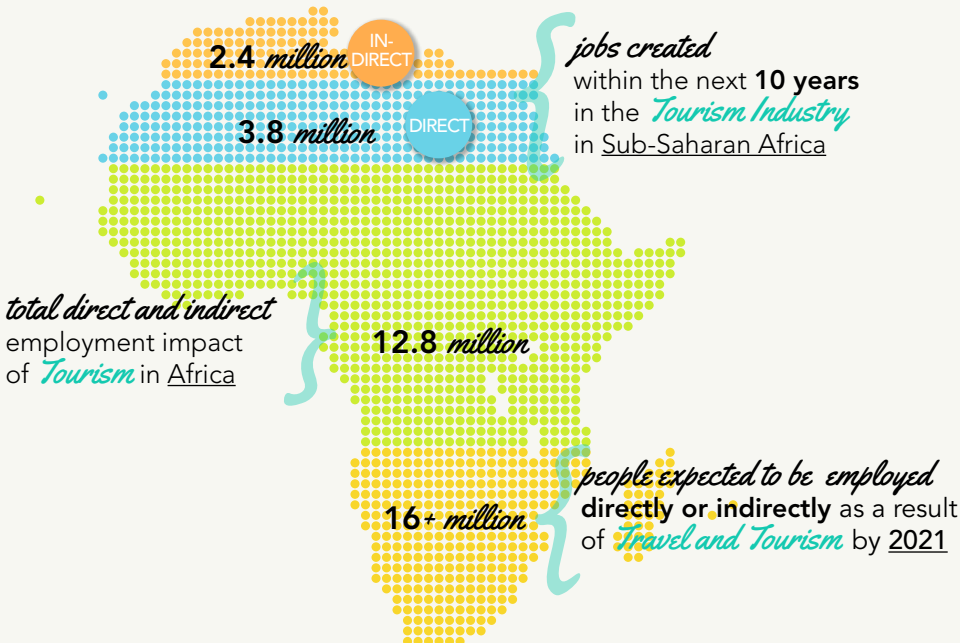 2.4 million
IN-
DIRECT
3.8 million
DIRECT
jobs created
within the next 10 years
in the Tourism Industry
in Sub-Saharan Africa
total direct and indirect
employment impact
of Tourism in Africa
12.8 million
16+ million
people expected to be employed
directly or indirectly as a result
of Travel and Tourism by 2021